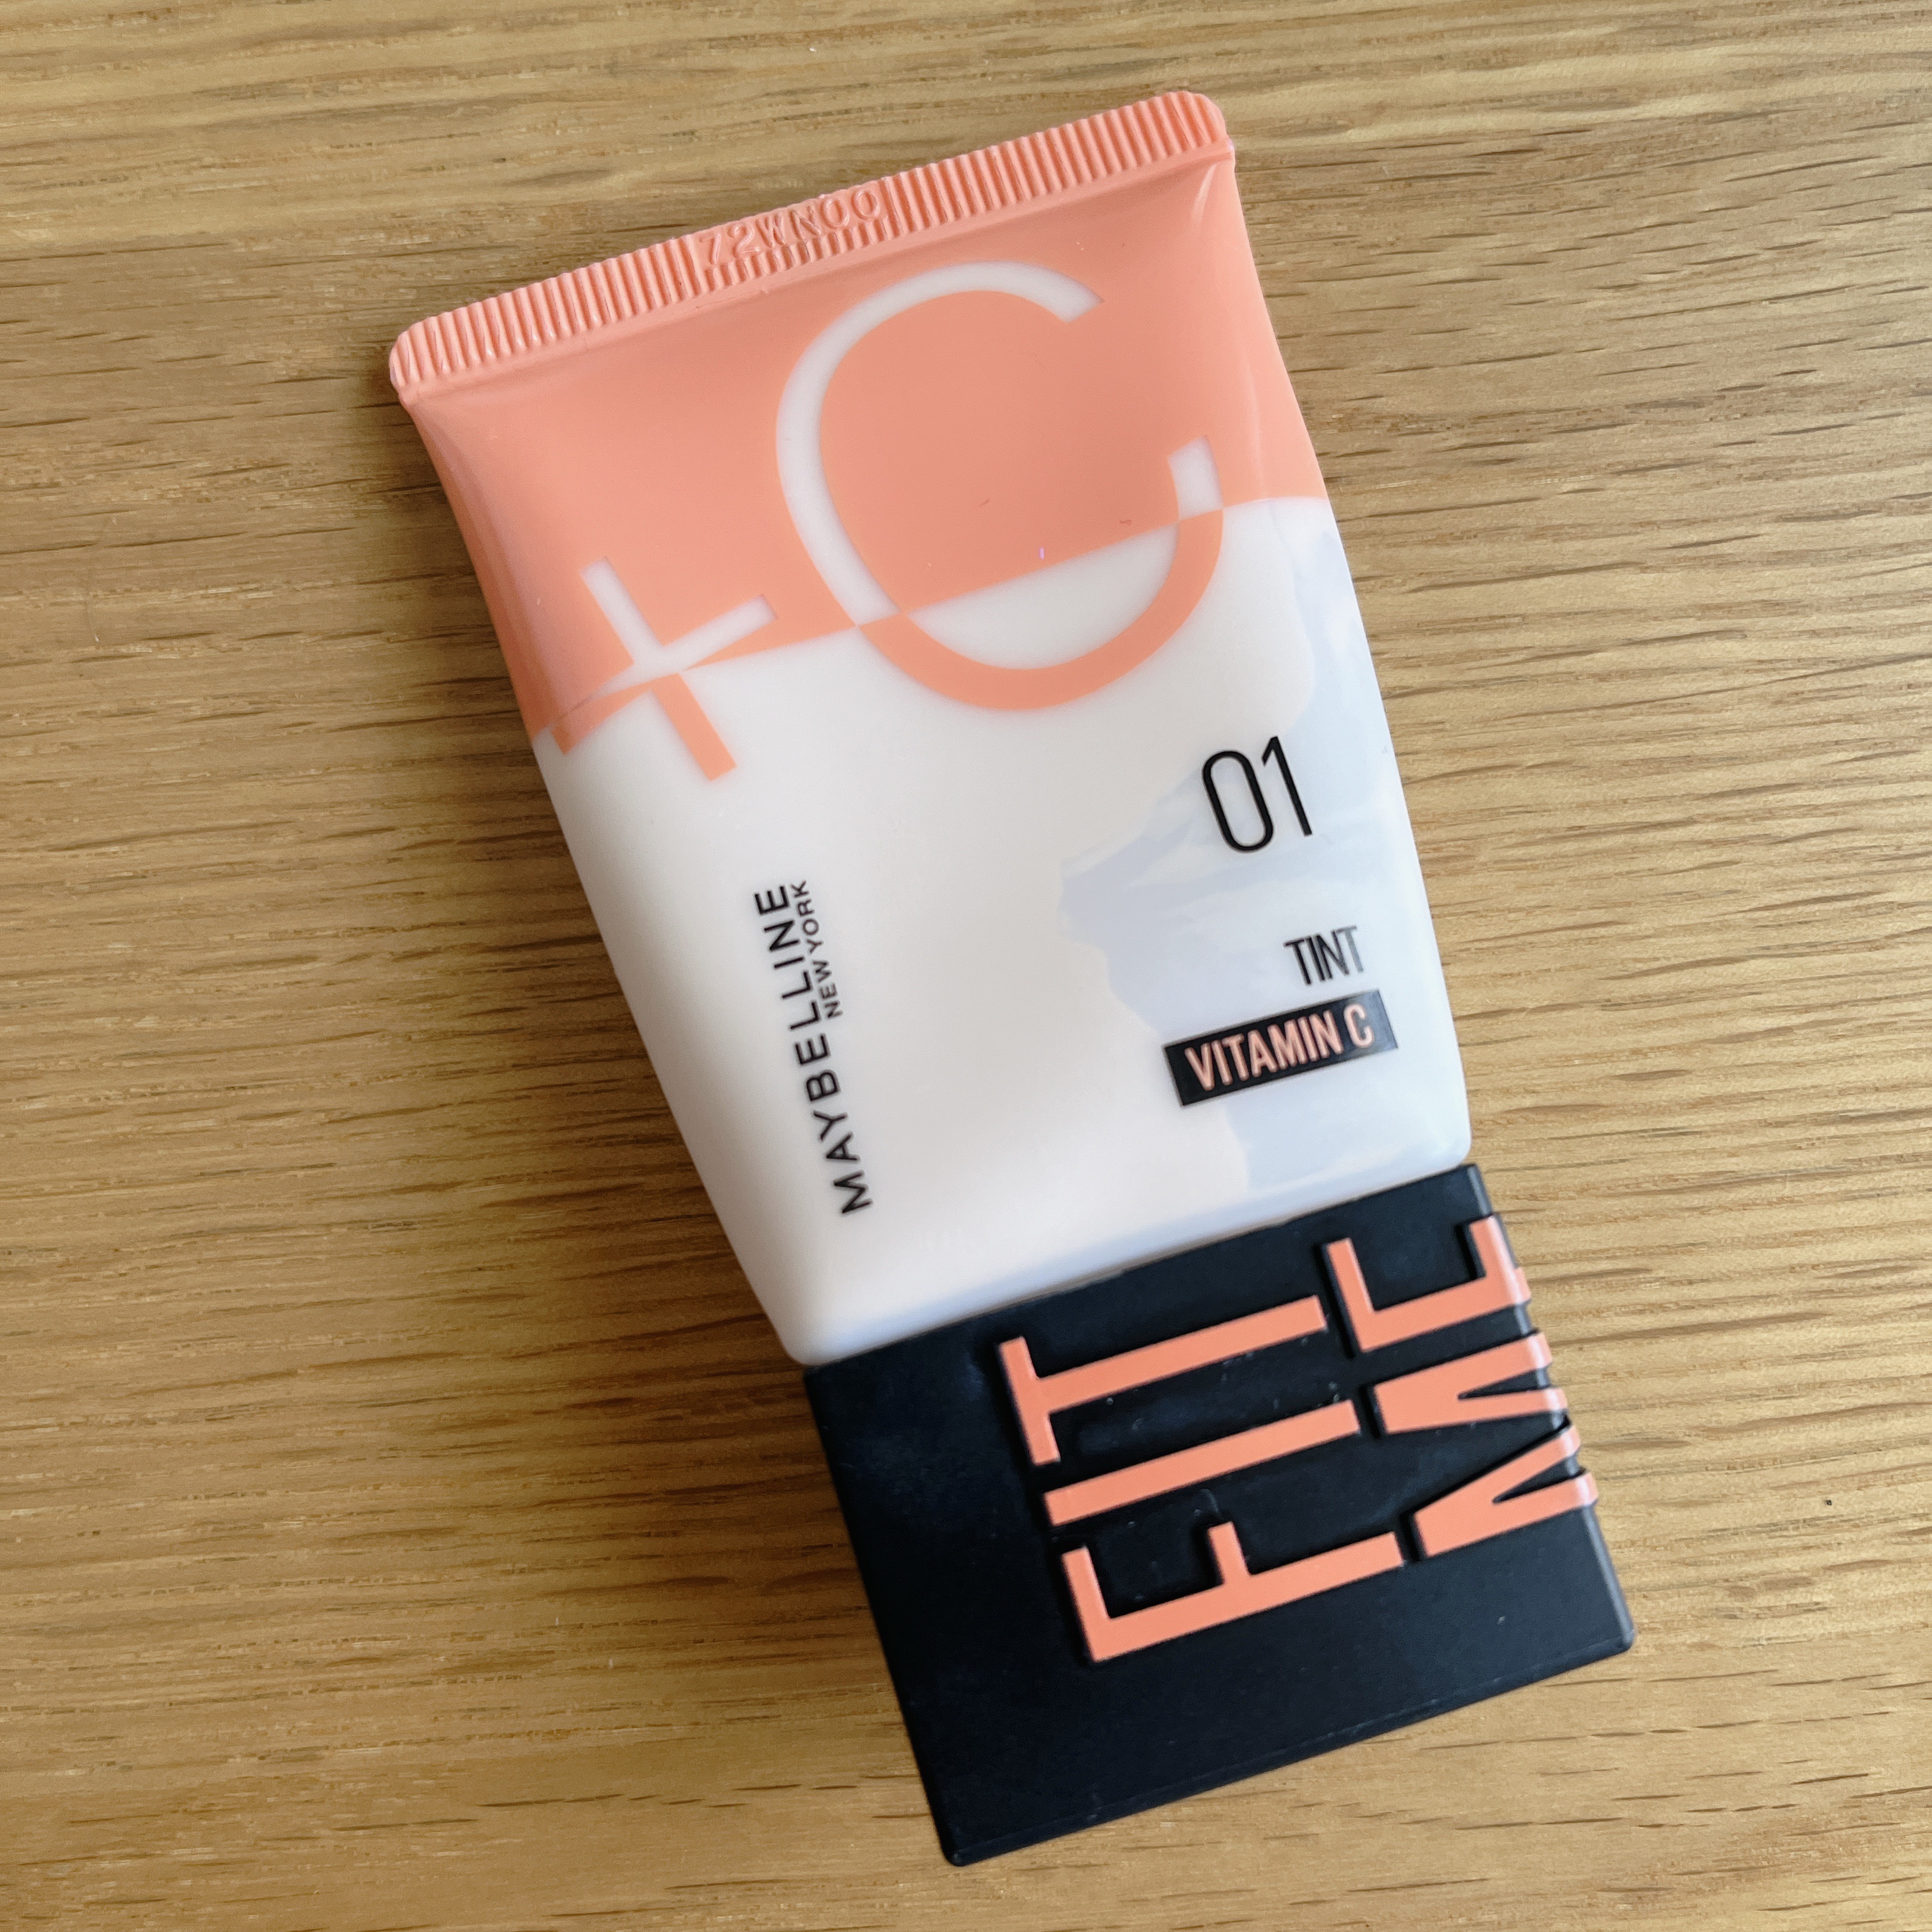 72WN00
+C
01
MAYBELLINE
NEW YORK
TINT
VITAMIN C
FIT
ME